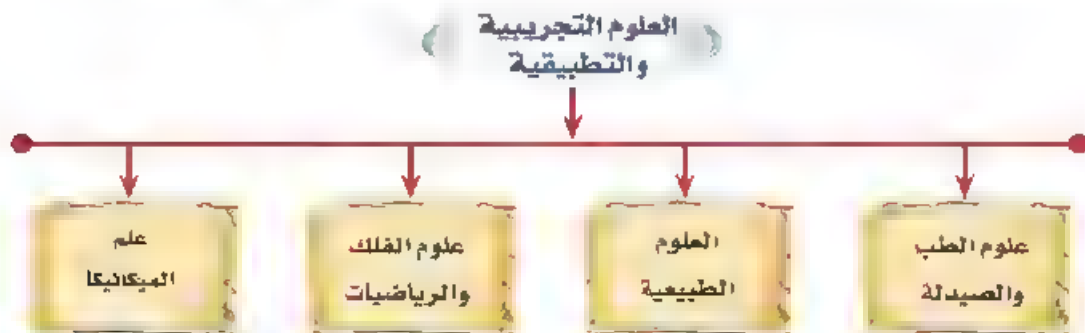 العلوم التجريبية
والتطبيقية
علوم الطب
والصيدلة
العلوم
الطبيعية
علوم الفلك
والرياضيات
علم
الميكانيكا